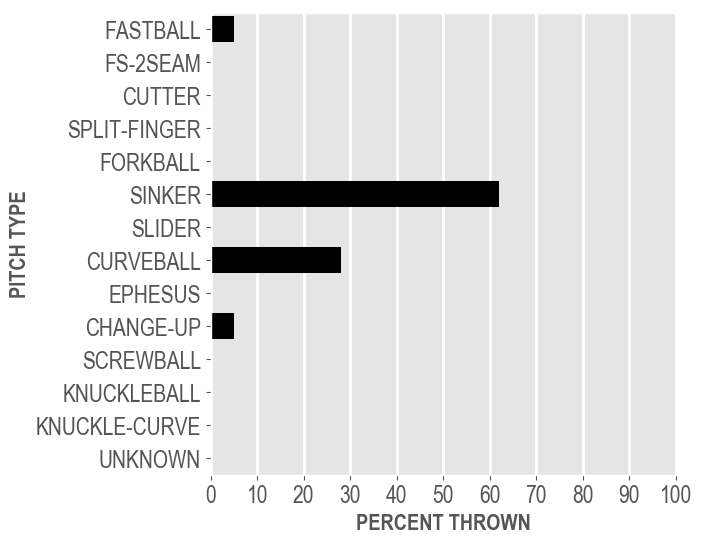 FASTBALL
FS-2SEAM
CUTTER
SPLIT-FINGER
FORKBALL
SINKER
SLIDER
CURVEBALL
EPHESUS
CHANGE-UP
SCREWBALL
KNUCKLEBALL
KNUCKLE-CURVE
UNKNOWN
PITCH TYPE
0 10 20 30 40 50 60 70 80 90 100
PERCENT THROWN